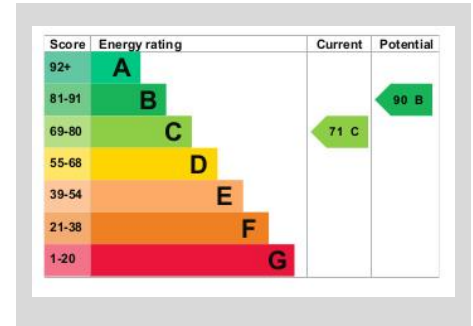 Score Energy rating Current Potential
92+ A
81-91 B 90 B
69-80 C 71 C
55-68 D
39-54 E
21-38 F
1-20 G